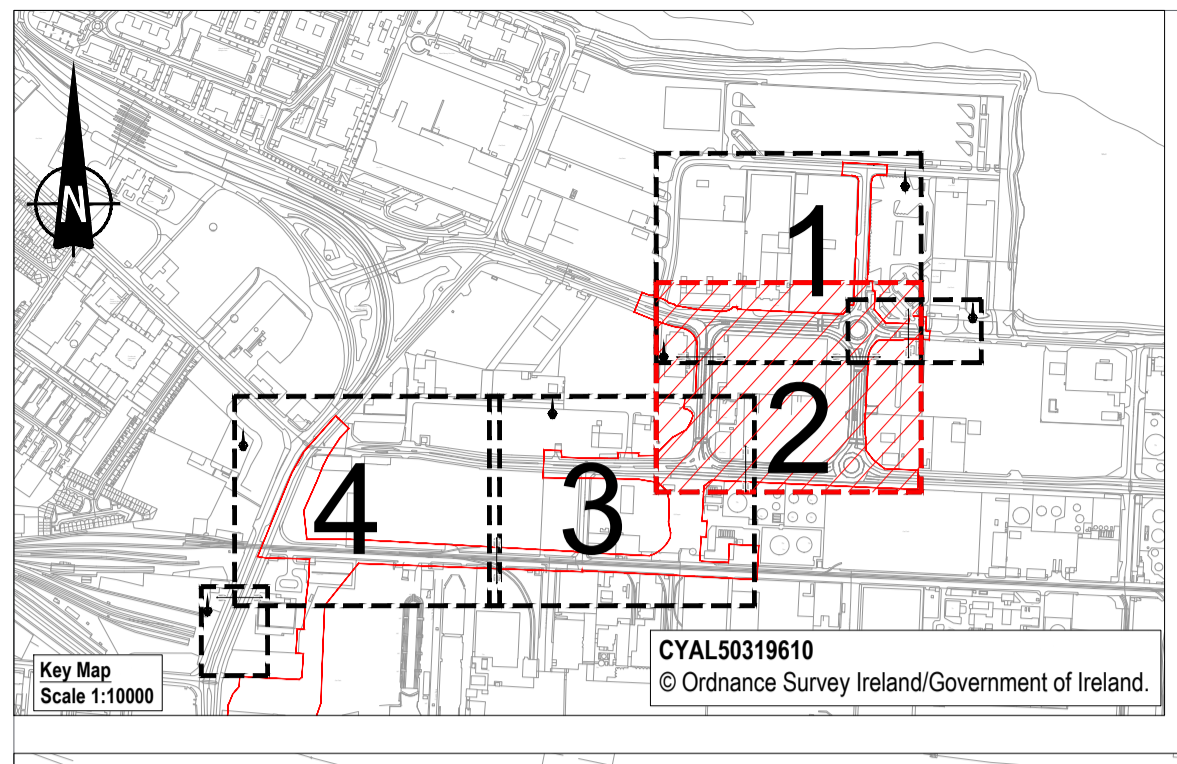 N
1
2
4
3
Key Map
Scale 1:10000
CYAL50319610
© Ordnance Survey Ireland/Government of Ireland.